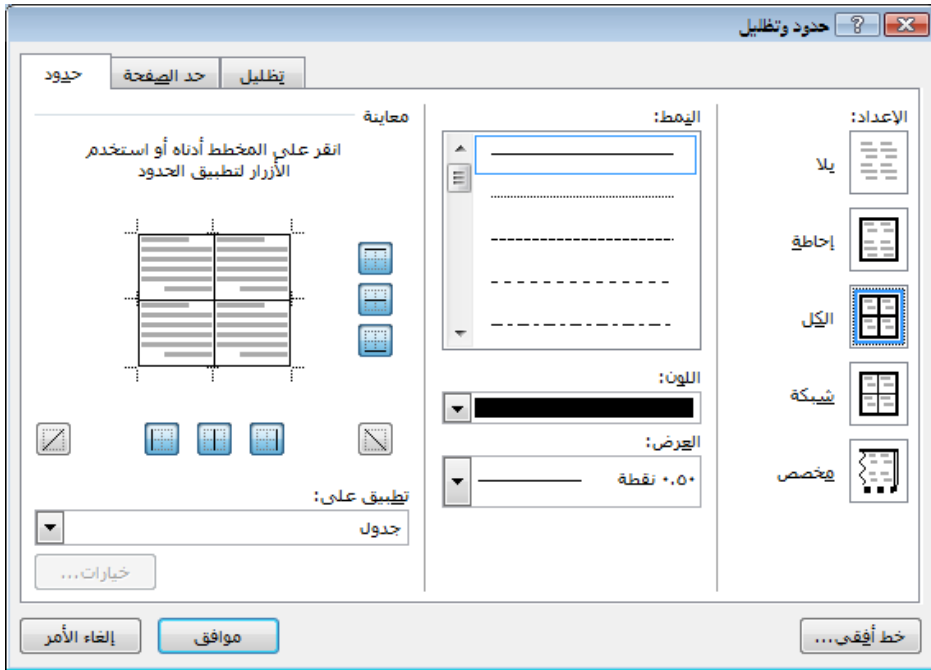 حدود وتظليل
حدود
حد الصفحة
تظليل
الإعداد:
بلا
إحاطة
الكل
شبكة
مخصص
النمط:
اللون:
العرض:
٠.٥٠ نقطة
معاينة
انقر على المخطط أدناه أو استخدم
الأزرار لتطبيق الحدود
تطبيق على:
جدول
خيارات...
خط أفقي...
موافق
إلغاء الأمر